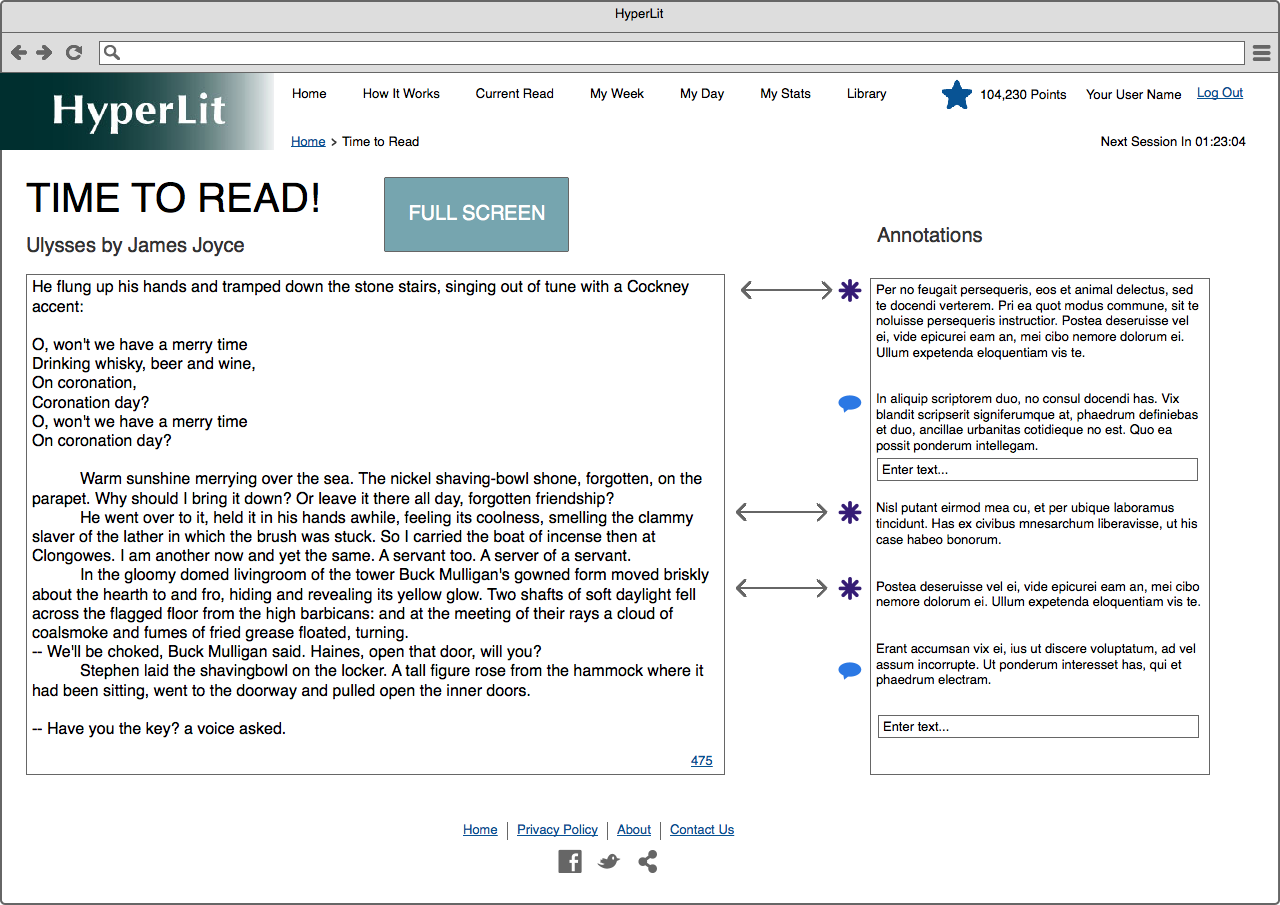 HyperLit
HyperLit
Home How It Works Current Read My Week My Day My Stats Library 104,230 Points Your User Name Log Out
Home > Time to Read Next Session In 01:23:04
TIME TO READ!
FULL SCREEN
Ulysses by James Joyce
He flung up his hands and tramped down the stone stairs, singing out of tune with a Cockney
accent:
O, won't we have a merry time
Drinking whisky, beer and wine,
On coronation,
Coronation day?
O, won't we have a merry time
On coronation day?
Warm sunshine merrying over the sea. The nickel shaving-bowl shone, forgotten, on the
parapet. Why should I bring it down? Or leave it there all day, forgotten friendship?
He went over to it, held it in his hands awhile, feeling its coolness, smelling the clammy
slaver of the lather in which the brush was stuck. So I carried the boat of incense then at
Clongowes. I am another now and yet the same. A servant too. A server of a servant.
In the gloomy domed livingroom of the tower Buck Mulligan's gowned form moved briskly
about the hearth to and fro, hiding and revealing its yellow glow. Two shafts of soft daylight fell
across the flagged floor from the high barbicans: and at the meeting of their rays a cloud of
coalsmoke and fumes of fried grease floated, turning.
-- We'll be choked, Buck Mulligan said. Haines, open that door, will you?
Stephen laid the shavingbowl on the locker. A tall figure rose from the hammock where it
had been sitting, went to the doorway and pulled open the inner doors.
-- Have you the key? a voice asked.
475
Annotations
Per no feugait persequeris, eos et animal delectus, sed
te docendi verterem. Pri ea quot modus commune, sit te
noluisse persequeris instructior. Postea deseruisse vel
ei, vide epicurei eam an, mei cibo nemore dolorum ei.
Ullum expetenda eloquentiam vis te.
In aliquip scriptorem duo, no consul docendi has. Vix
blandit scripserit signiferumque at, phaedrum definiebas
et duo, ancillae urbanitas cotidieque no est. Quo ea
possit ponderum intellegam.
Enter text...
Nisl putant eirmod mea cu, et per ubique laboramus
tincidunt. Has ex civibus mnesarchum liberavisse, ut his
case habeo bonorum.
Postea deseruisse vel ei, vide epicurei eam an, mei cibo
nemore dolorum ei. Ullum expetenda eloquentiam vis te.
Erant accumsan vix ei, ius ut discere voluptatum, ad vel
assum incorrupte. Ut ponderum interesset has, qui et
phaedrum electram.
Enter text...
Home Privacy Policy About Contact Us